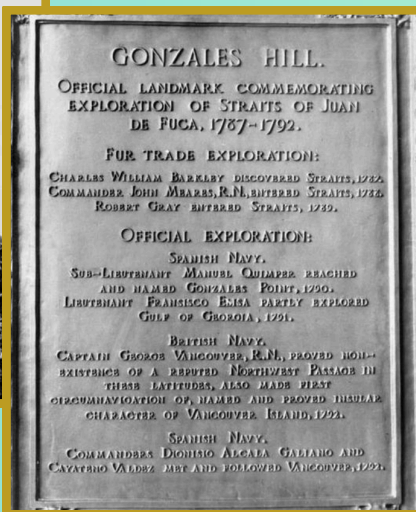 GONZALES HILL.
OFFICIAL LANDMARK COMMEMORATING
EXPLORATION OF STRAITS OF JUAN
DE FUCA, 1787-1792.
FUR TRADE EXPLORATION:
CHARLES WILLIAM BARKLEY DISCOVERED STRAITS, 1787.
COMMANDER JOHN MEARES, R.N., ENTERED STRAITS, 1788.
ROBERT GRAY ENTERED STRAITS, 1789.
OFFICIAL EXPLORATION:
SPANISH NAVY.
SUB-LIEUTENANT MANUEL QUIMPER REACHED
AND NAMED GONZALES POINT, 1790.
LIEUTENANT FRANSISCO ELISA PARTLY EXPLORED
GULF OF GEORGIA, 1791.
BRITISH NAVY.
CAPTAIN GEORGE VANCOUVER, R.N., PROVED NON-
EXISTENCE OF A REPUTED NORTHWEST PASSAGE IN
THESE LATITUDES, ALSO MADE FIRST
CIRCUMNAVIGATION OF, NAMED AND PROVED INSULAR
CHARACTER OF VANCOUVER ISLAND, 1792.
SPANISH NAVY.
COMMANDERS DIONISIO ALCALA GALIANO AND
CAYATENO VALDEZ MET AND FOLLOWED VANCOUVER, 1792.